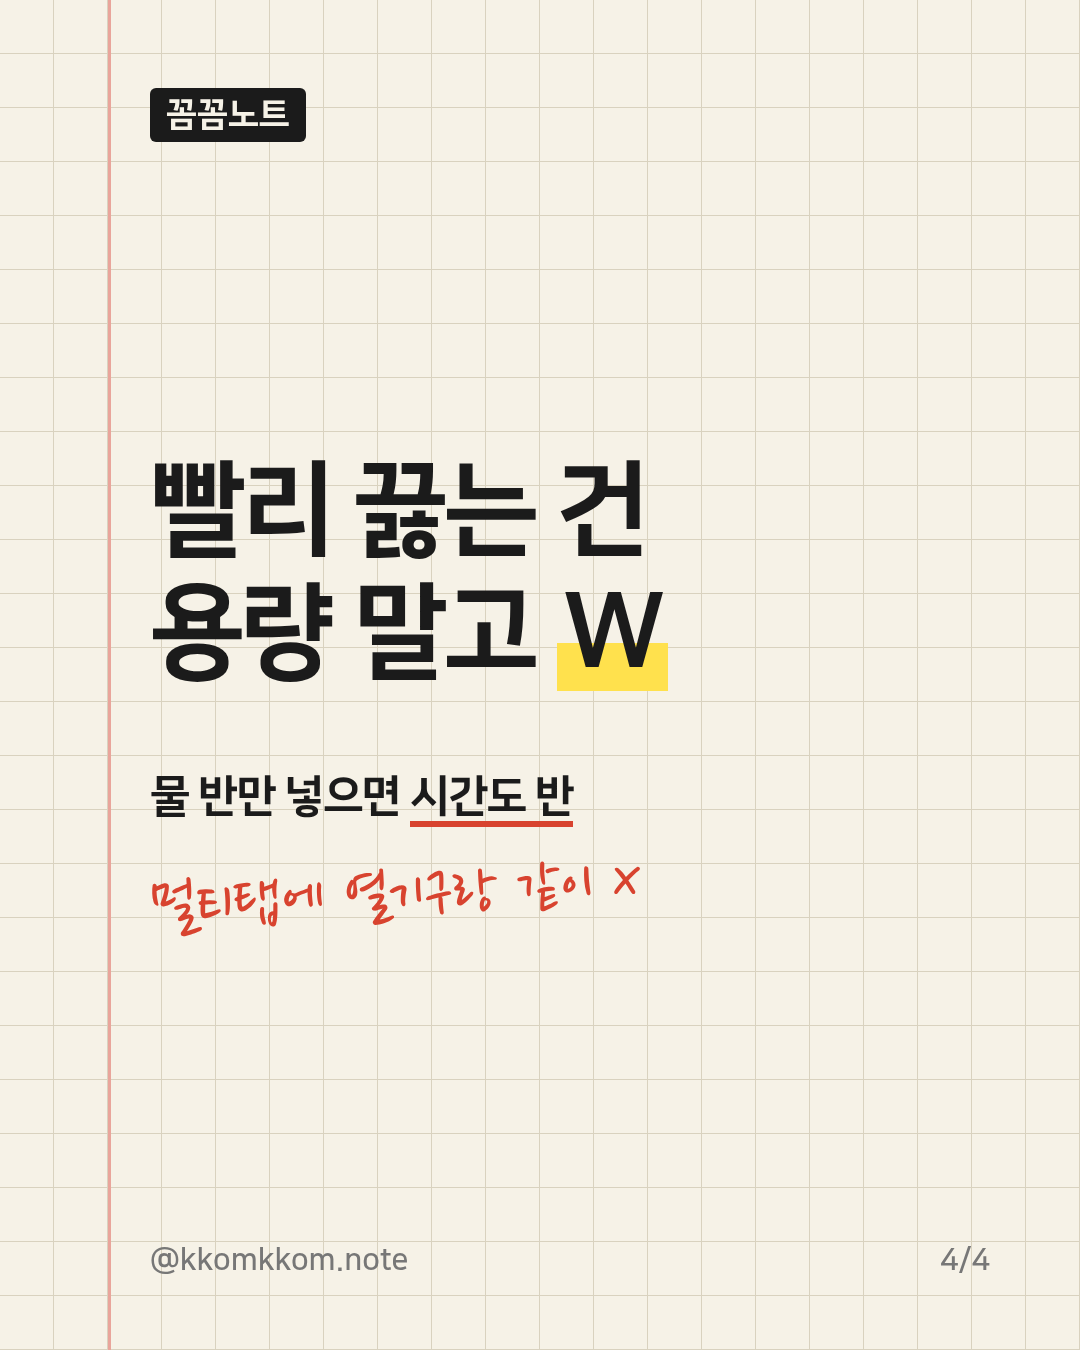 꼼꼼노트
빨리 끓는 건
용량 말고 W
물 반만 넣으면 시간도 반
멀티탭에 열기구랑 같이 X
@kkomkkom.note
4/4